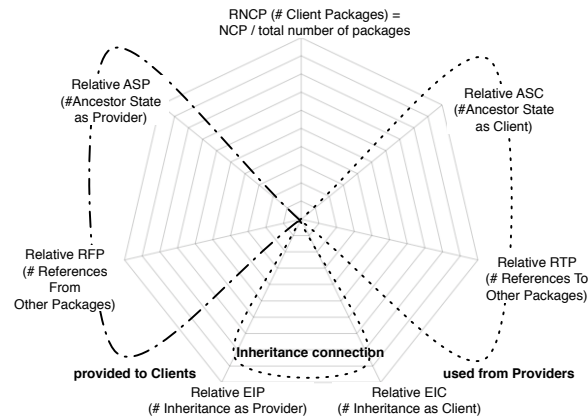 RNCP (# Client Packages) =
NCP / total number of packages
Relative ASP
(#Ancestor State
as Provider)
Relative ASC
(#Ancestor State
as Client)
Relative RFP
(# References
From
Other Packages)
Relative RTP
(# References To
Other Packages)
Inheritance connection
provided to Clients
used from Providers
Relative EIP
(# Inheritance as Provider)
Relative EIC
(# Inheritance as Client)